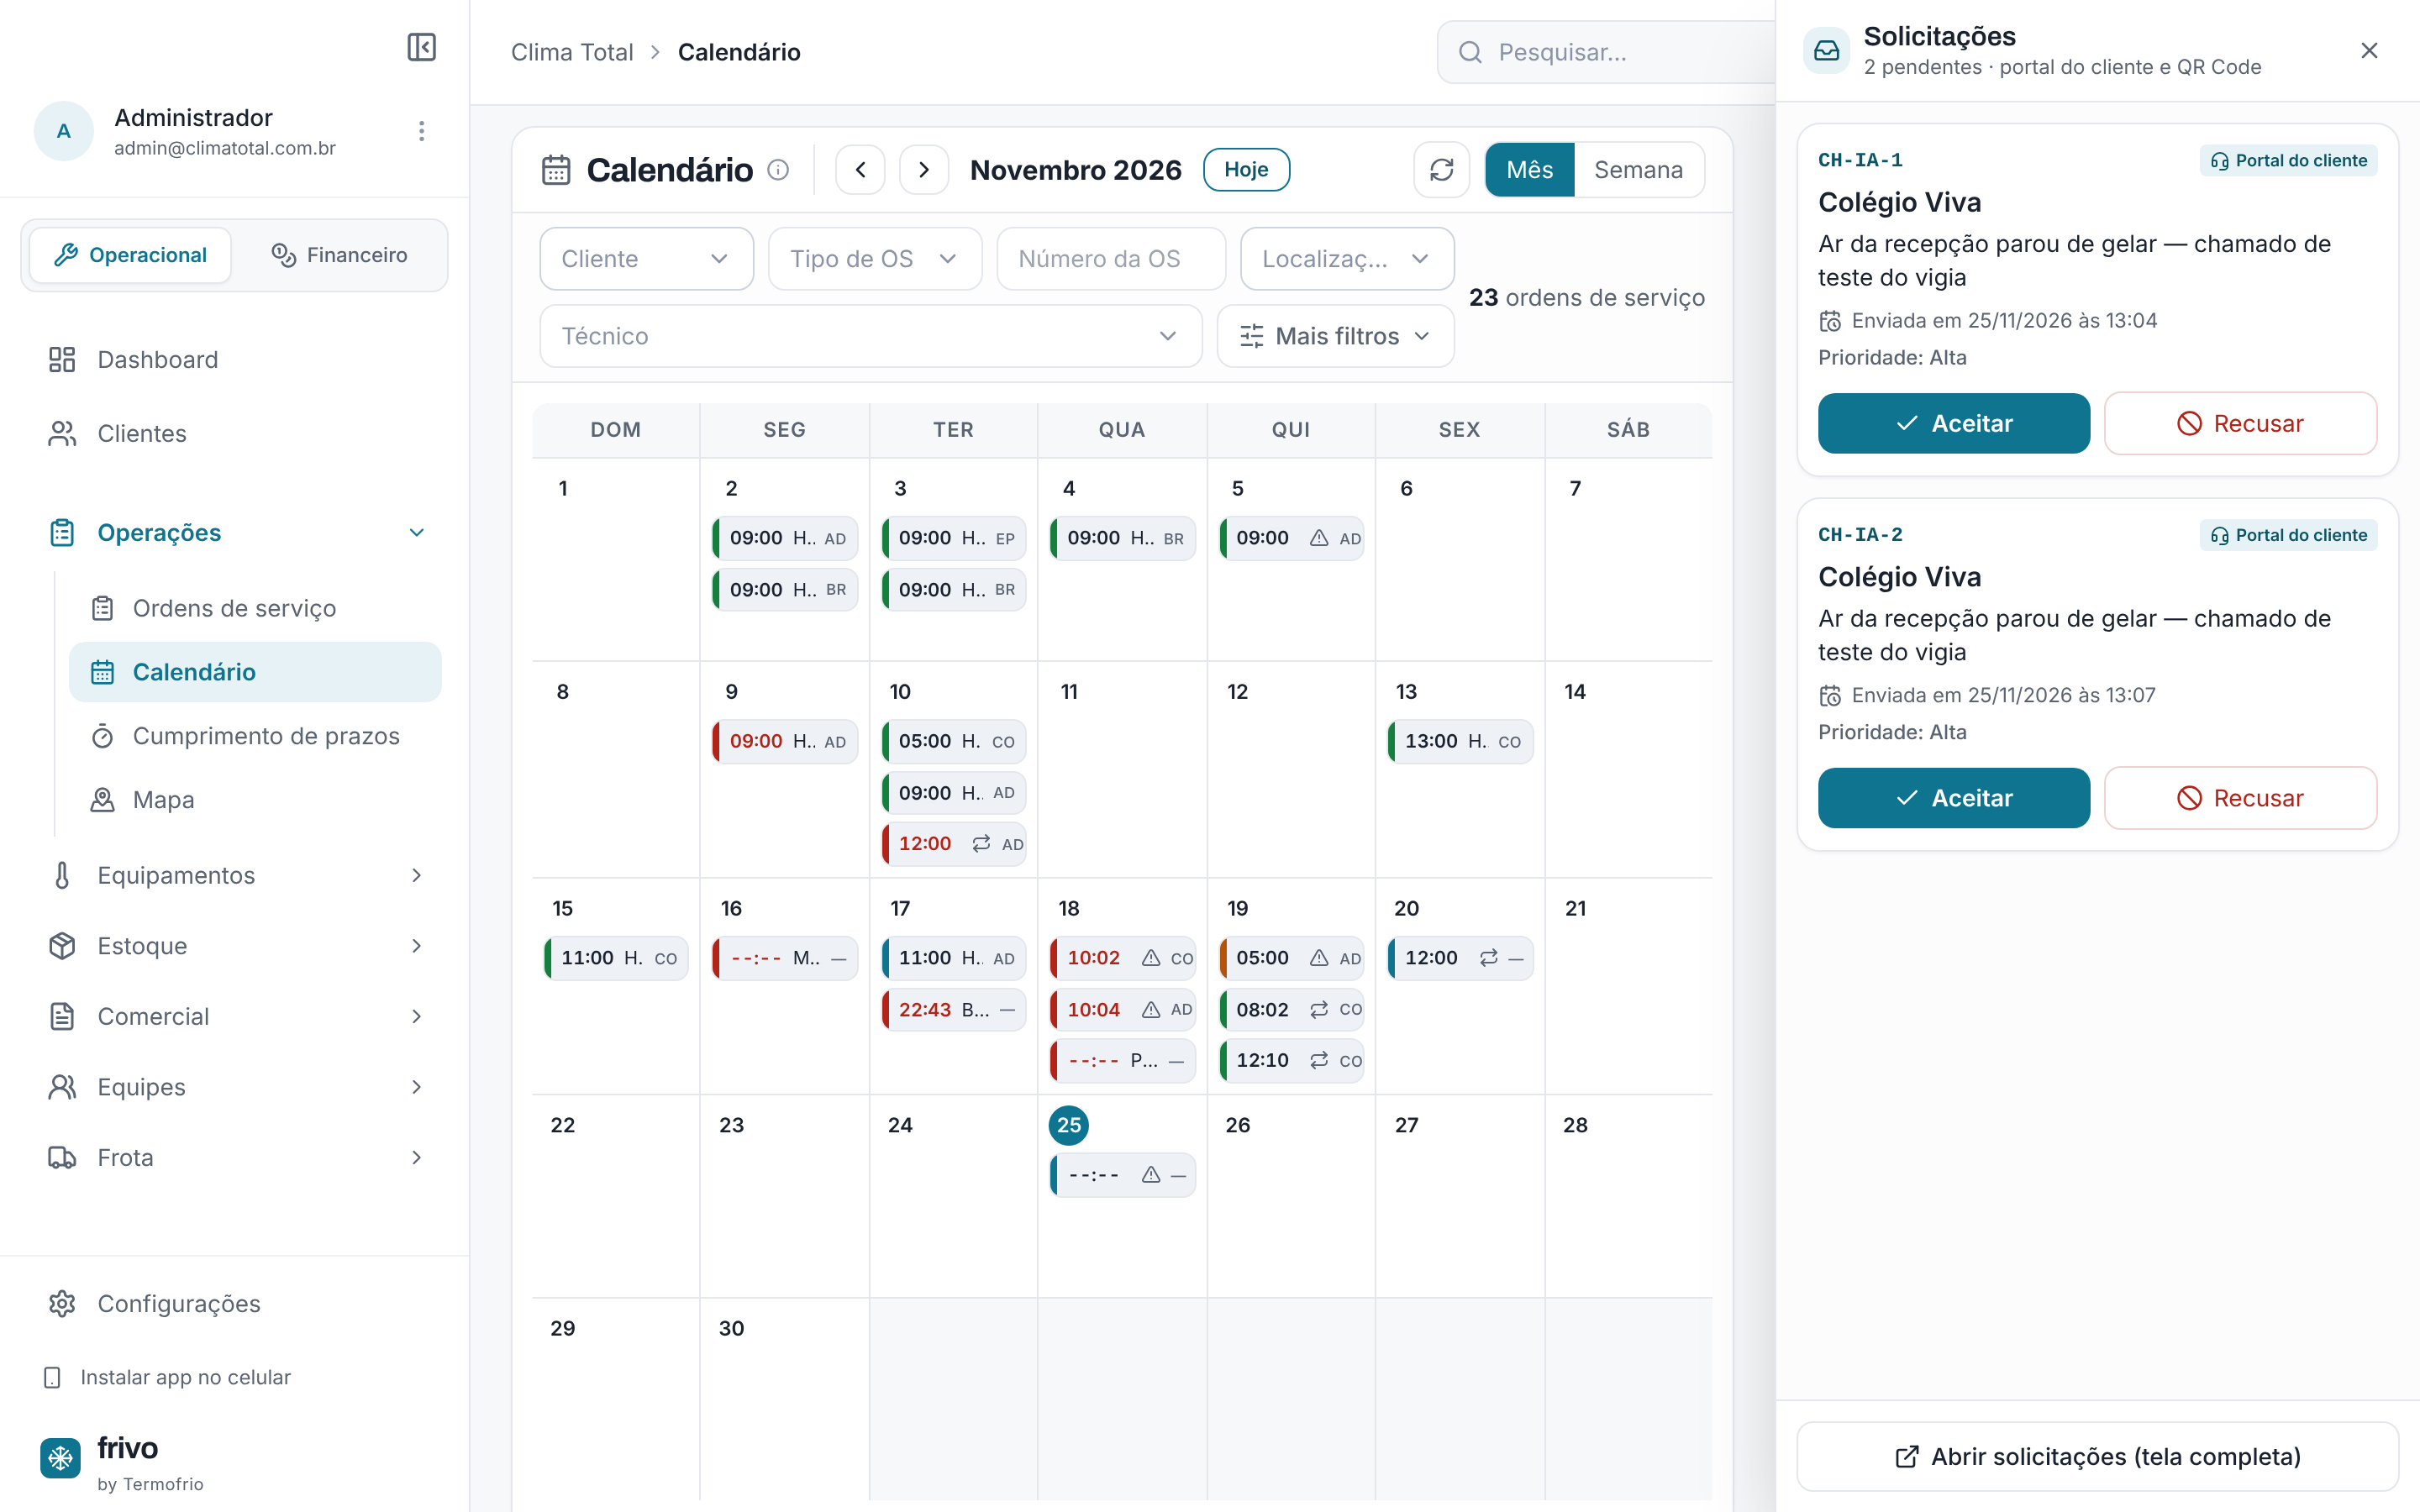 A
Administrador
admin@climatotal.com.br
Operacional
Financeiro
Dashboard
Clientes
Operações
Ordens de serviço
Calendário
Cumprimento de prazos
Mapa
Equipamentos
Estoque
Comercial
Equipes
Frota
Configurações
Instalar app no celular
frivo
by Termofrio
Clima Total > Calendário
Pesquisar...
Calendário
Novembro 2026
Hoje
Mês
Semana
Cliente
Tipo de OS
Número da OS
Localizaç...
23 ordens de serviço
Técnico
Mais filtros
DOM SEG TER QUA QUI SEX SÁB
1 2 3 4 5 6 7
09:00 H.. AD
09:00 H.. EP
09:00 H.. BR
09:00 AD
09:00 H.. BR
09:00 H.. BR
8 9 10 11 12 13 14
09:00 H.. AD
05:00 H. CO
13:00 H. CO
09:00 H.. AD
12:00 AD
15 16 17 18 19 20 21
11:00 H. CO
--:-- M.. —
11:00 H.. AD
10:02 CO
05:00 AD
12:00 —
22:43 B... —
10:04 AD
08:02 CO
--:-- P... —
12:10 CO
22 23 24 25 26 27 28
--:-- —
29 30
Solicitações
2 pendentes · portal do cliente e QR Code
CH-IA-1
Portal do cliente
Colégio Viva
Ar da recepção parou de gelar — chamado de
teste do vigia
Enviada em 25/11/2026 às 13:04
Prioridade: Alta
Aceitar
Recusar
CH-IA-2
Portal do cliente
Colégio Viva
Ar da recepção parou de gelar — chamado de
teste do vigia
Enviada em 25/11/2026 às 13:07
Prioridade: Alta
Aceitar
Recusar
Abrir solicitações (tela completa)